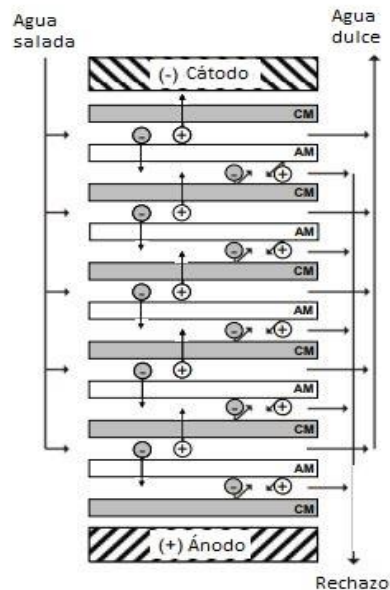 Agua
salada
Agua
dulce
(-) Cátodo
CM
- +
AM
- +
CM
- +
AM
- +
CM
- +
AM
- +
CM
- +
AM
- +
CM
- +
AM
- +
CM
(+) Ánodo
Rechazo